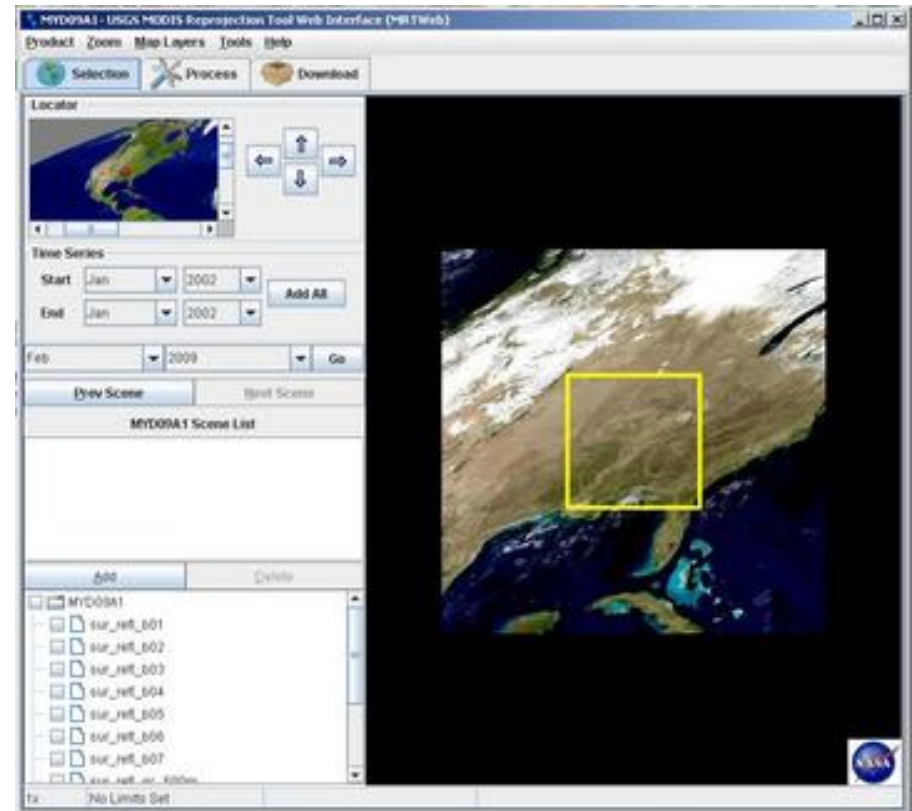 MYD09A1 - USGS MODIS Reprojection Tool Web Interface (MRTWeb)
Product Zoom Map Layers Tools Help
Selection Process Download
Locator
Time Series
Start Jan 2002
Add All
End Jan 2002
Feb 2009 Go
Prev Scene Next Scene
MYD09A1 Scene List
Add Delete
MYD09A1
sur_refl_b01
sur_refl_b02
sur_refl_b03
sur_refl_b04
sur_refl_b05
sur_refl_b06
sur_refl_b07
sur_refl_qc_500m
No Limits Set
NASA